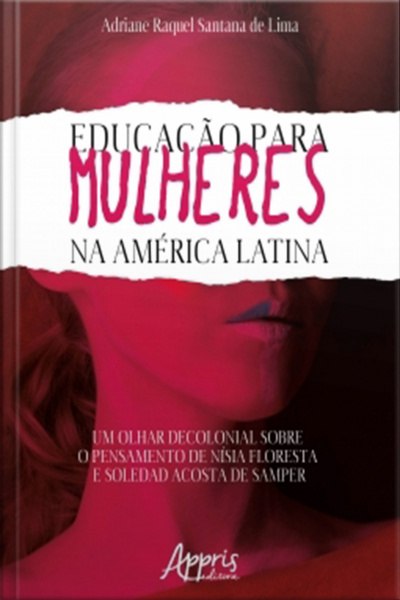 Adriane Raquel Santana de Lima
EDUCAÇÃO PARA
MULHERES
NA AMÉRICA LATINA
UM OLHAR DECOLONIAL SOBRE
O PENSAMENTO DE NÍSIA FLORESTA
E SOLEDAD ACOSTA DE SAMPER
Appris
editora